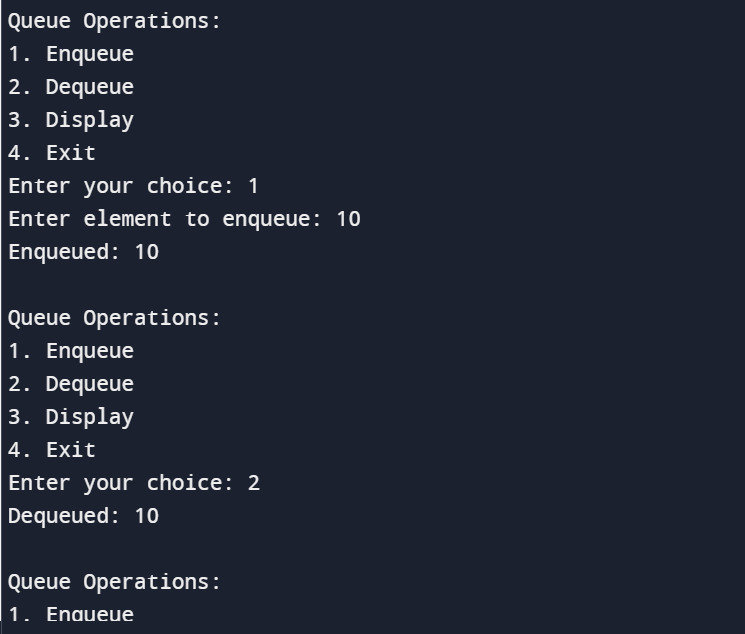 Queue Operations:
1. Enqueue
2. Dequeue
3. Display
4. Exit
Enter your choice: 1
Enter element to enqueue: 10
Enqueued: 10
Queue Operations:
1. Enqueue
2. Dequeue
3. Display
4. Exit
Enter your choice: 2
Dequeued: 10
Queue Operations:
1. Enqueue